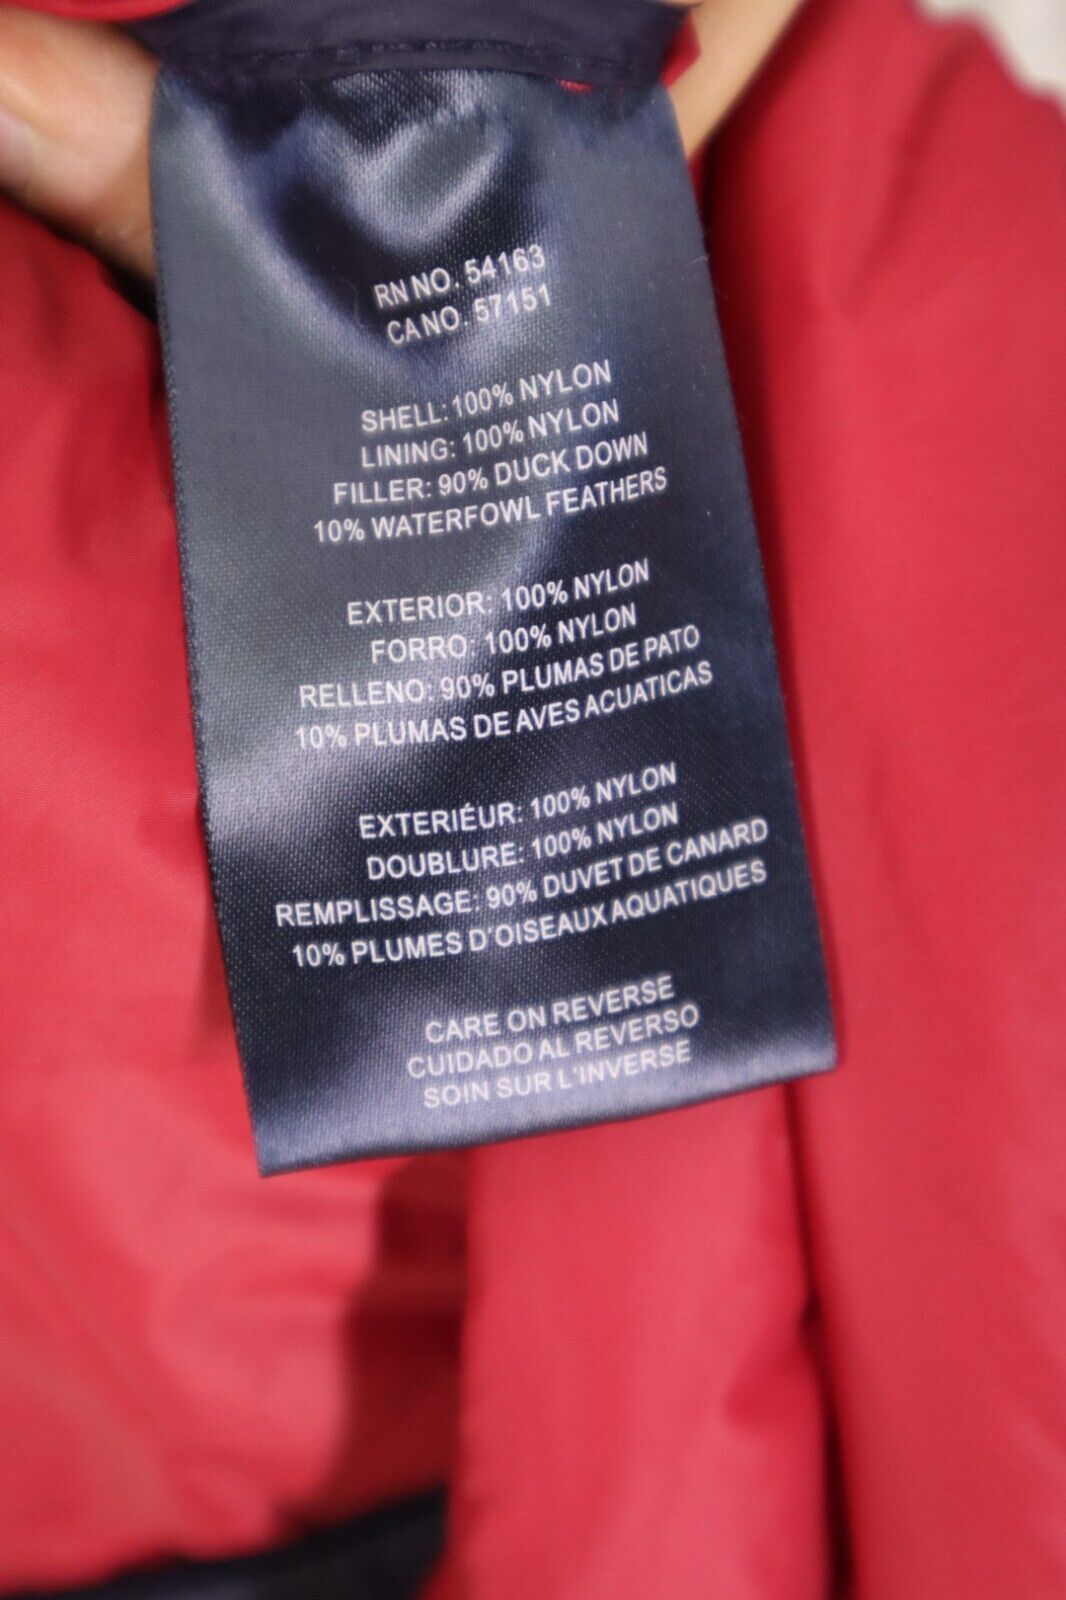 RN NO. 54163
CA NO. 57151
SHELL: 100% NYLON
LINING: 100% NYLON
FILLER: 90% DUCK DOWN
10% WATERFOWL FEATHERS
EXTERIOR: 100% NYLON
FORRO: 100% NYLON
RELLENO: 90% PLUMAS DE PATO
10% PLUMAS DE AVES ACUATICAS
EXTERIÉUR: 100% NYLON
DOUBLURE: 100% NYLON
REMPLISSAGE: 90% DUVET DE CANARD
10% PLUMES D'OISEAUX AQUATIQUES
CARE ON REVERSE
CUIDADO AL REVERSO
SOIN SUR L'INVERSE